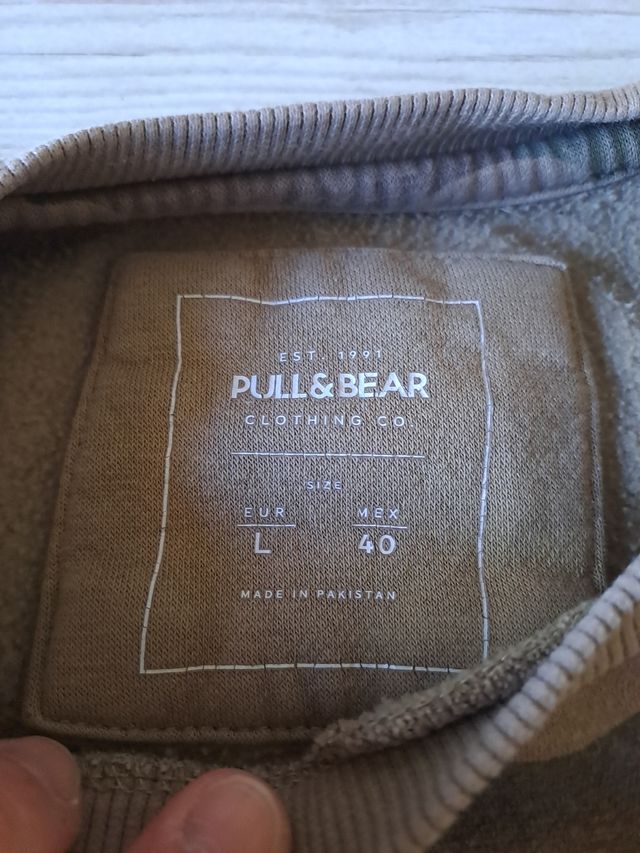 EST. 1991
PULL&BEAR
CLOTHING CO.
SIZE
EUR MEX
L 40
MADE IN PAKISTAN